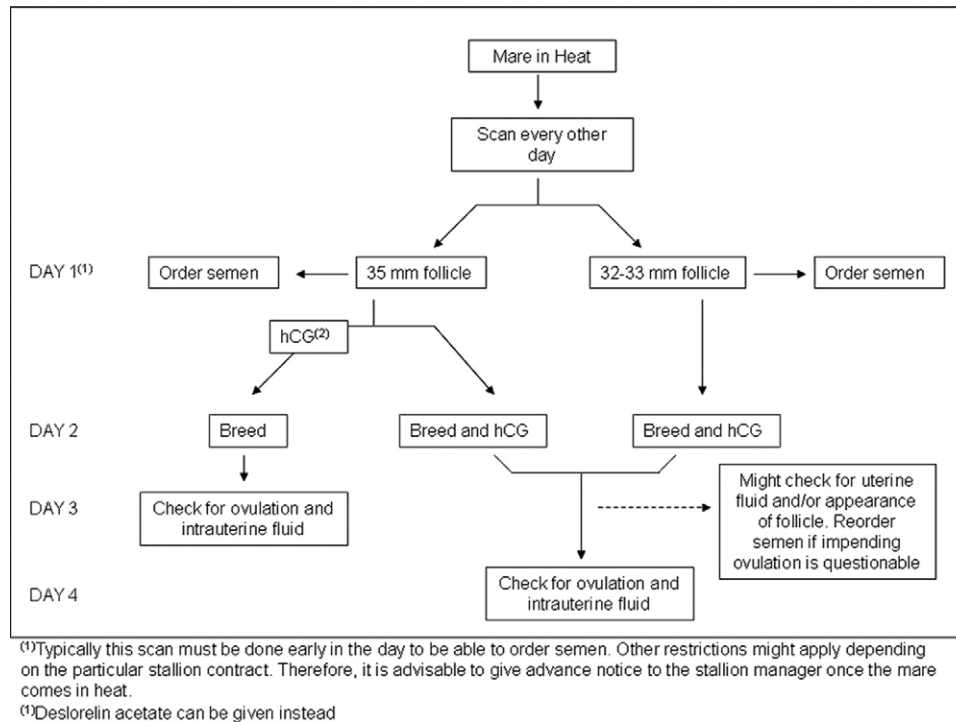 Mare in Heat
Scan every other
day
DAY 1(1)
Order semen
35 mm follicle
32-33 mm follicle
Order semen
hCG(2)
DAY 2
Breed
Breed and hCG
Breed and hCG
DAY 3
Check for ovulation and
intrauterine fluid
Might check for uterine
fluid and/or appearance
of follicle. Reorder
semen if impending
ovulation is questionable
DAY 4
Check for ovulation and
intrauterine fluid
(1)Typically this scan must be done early in the day to be able to order semen. Other restrictions might apply depending
on the particular stallion contract. Therefore, it is advisable to give advance notice to the stallion manager once the mare
comes in heat.
(1)Deslorelin acetate can be given instead